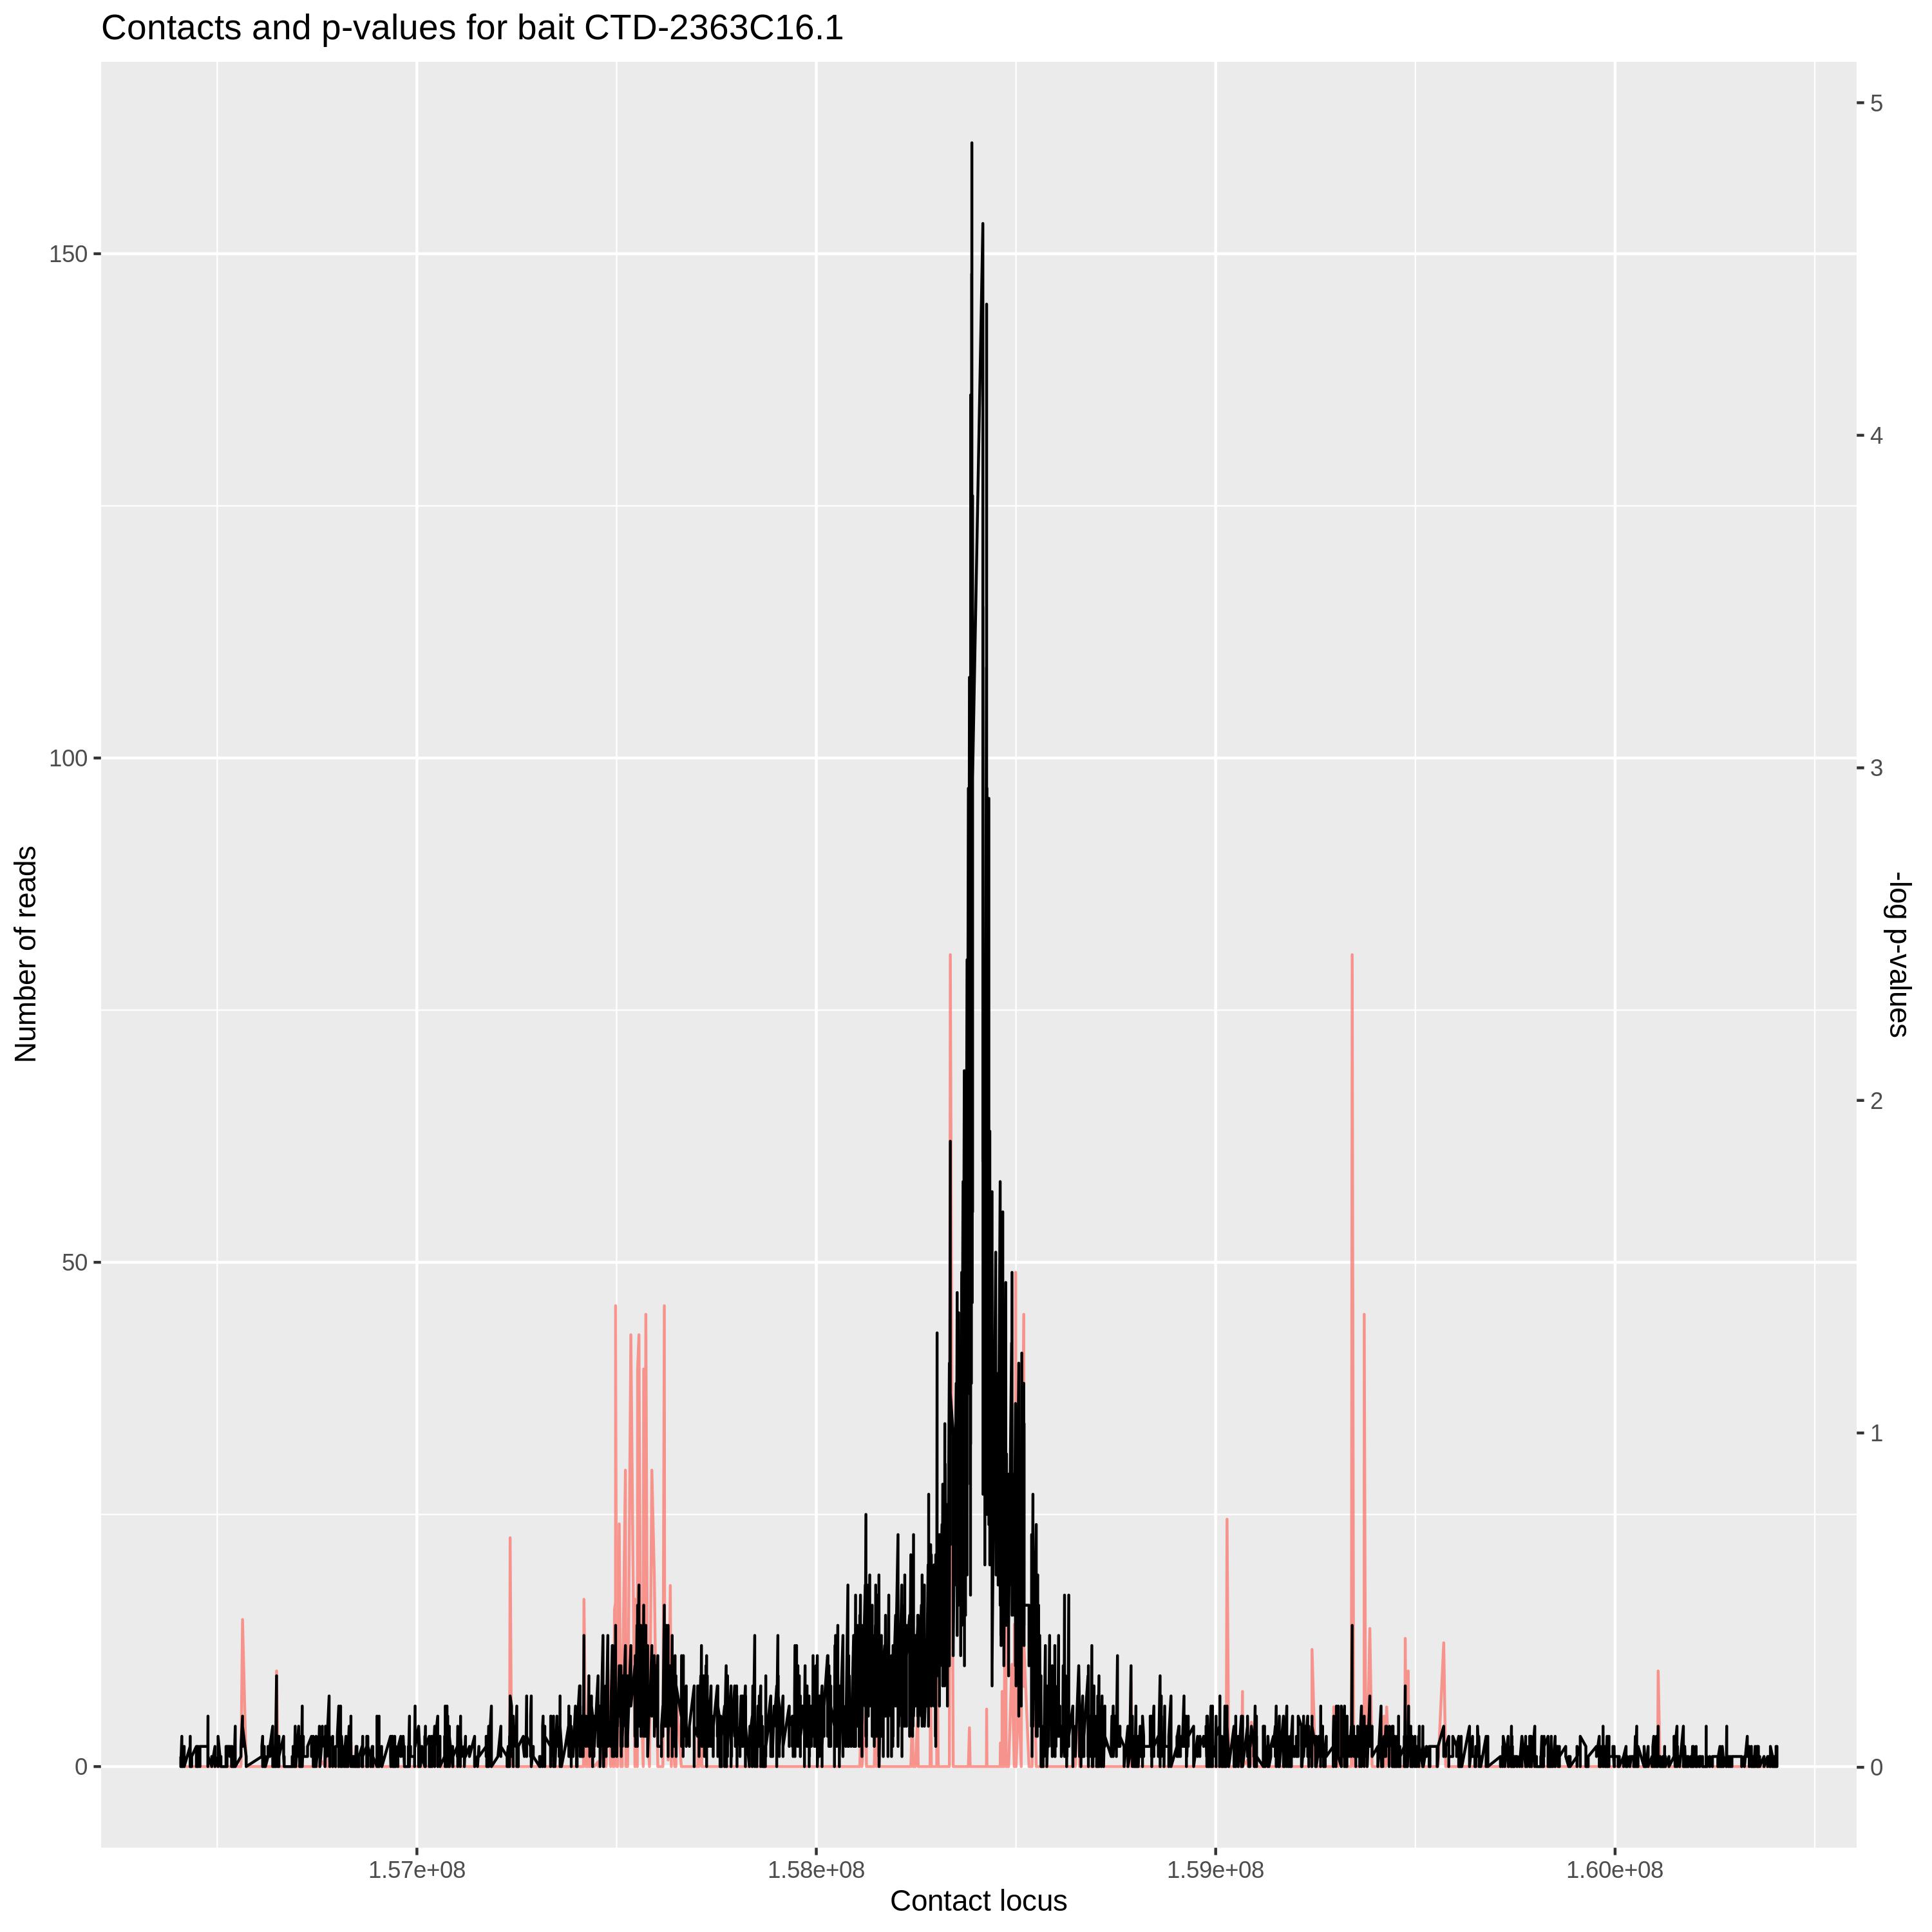 Contacts and p-values for bait CTD-2363C16.1
150
100
50
0
5
4
3
2
1
0
Number of reads
-log p-values
1.57e+08
1.58e+08
1.59e+08
1.60e+08
Contact locus